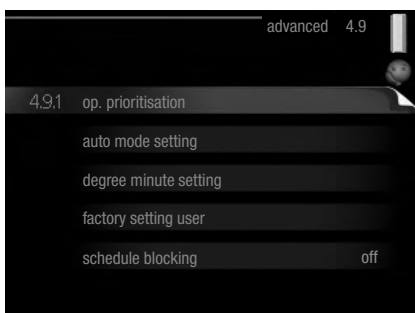 advanced 4.9
4.9.1 op. prioritisation
auto mode setting
degree minute setting
factory setting user
schedule blocking off